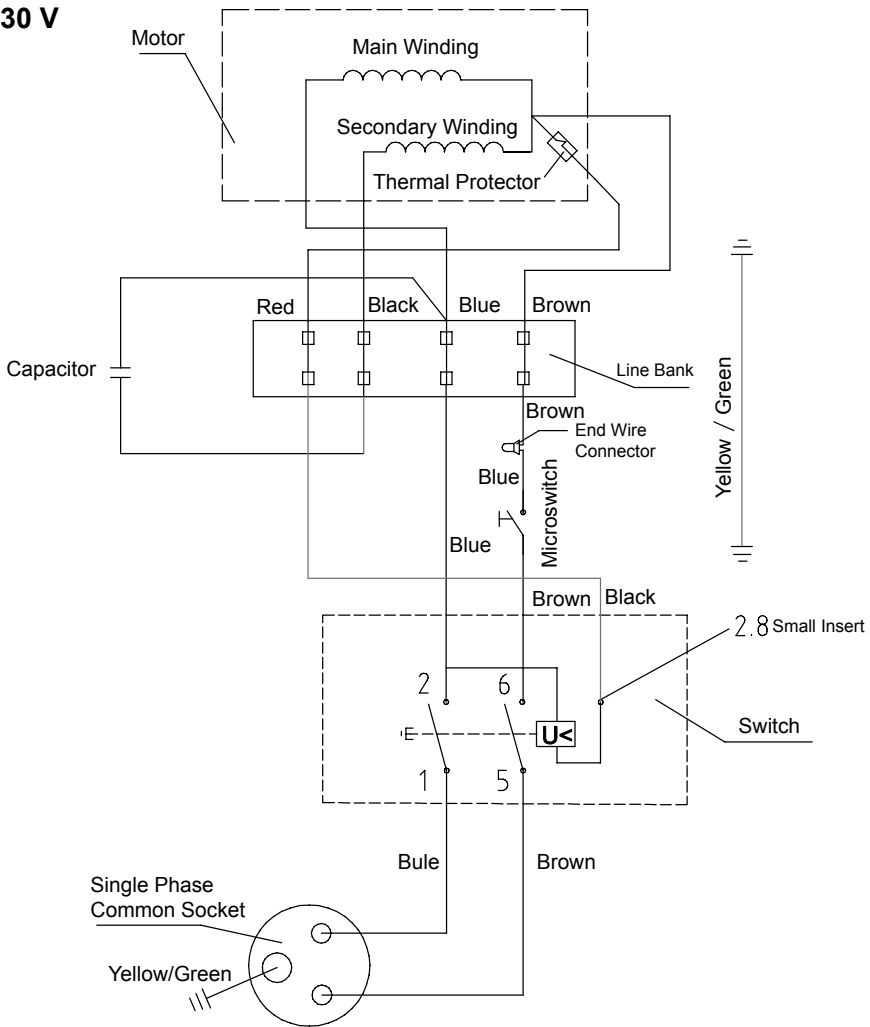 30 V
Motor
Main Winding
Secondary Winding
Thermal Protector
Red
Black
Blue
Brown
Capacitor
Line Bank
Brown
End Wire
Connector
Blue
Microswitch
Blue
Yellow / Green
Brown
Black
2.8 Small Insert
2
6
E
U<
Switch
1
5
Bule
Brown
Single Phase
Common Socket
Yellow/Green